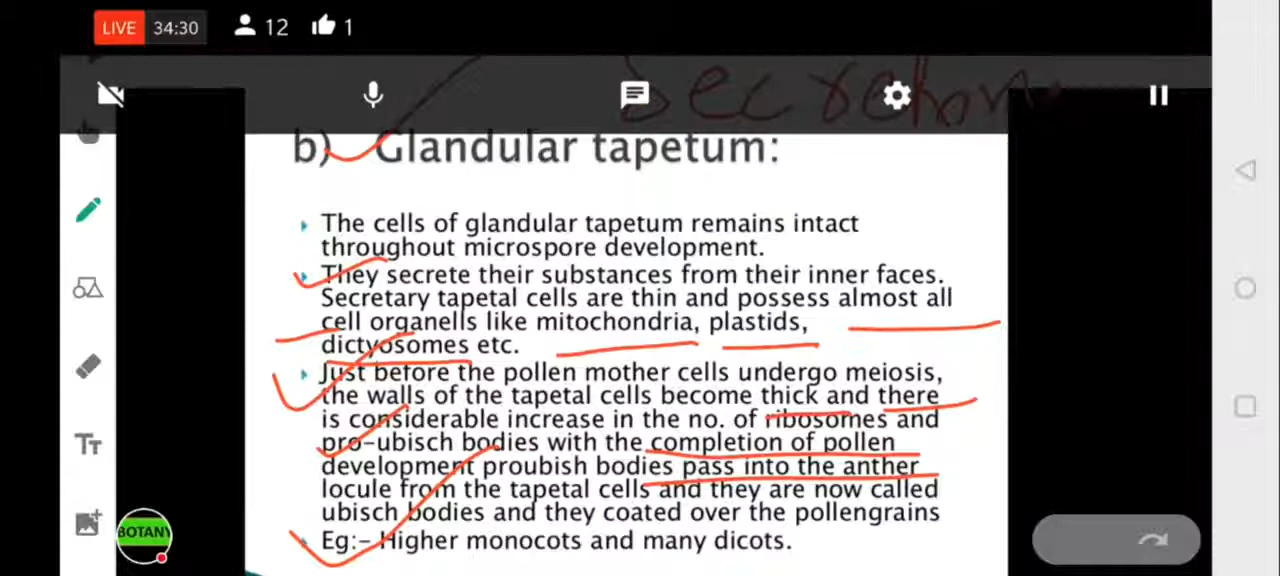 LIVE 34:30 12 1
Secretory
b) Glandular tapetum:
The cells of glandular tapetum remains intact
throughout microspore development.
They secrete their substances from their inner faces.
Secretary tapetal cells are thin and possess almost all
cell organells like mitochondria, plastids,
dictyosomes etc.
Just before the pollen mother cells undergo meiosis,
the walls of the tapetal cells become thick and there
is considerable increase in the no. of ribosomes and
pro-ubisch bodies with the completion of pollen
development proubish bodies pass into the anther
locule from the tapetal cells and they are now called
ubisch bodies and they coated over the pollengrains
Eg:- Higher monocots and many dicots.
TT
BOTANY